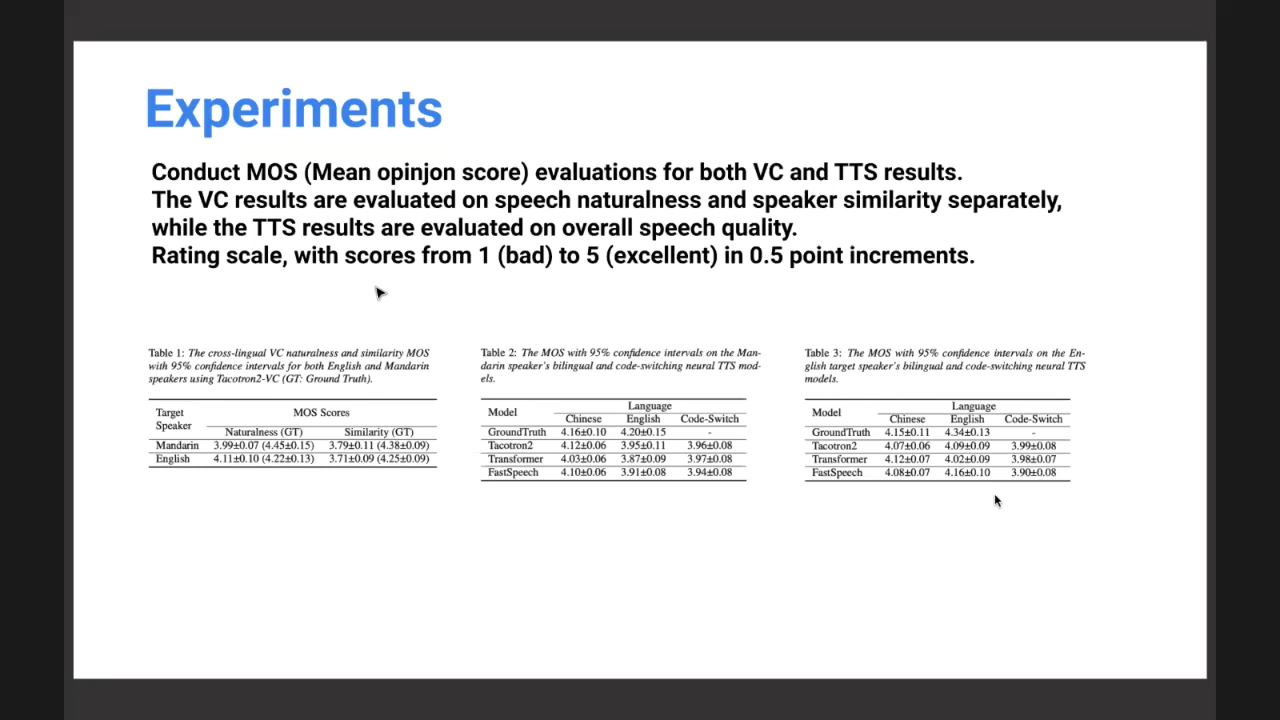 Experiments
Conduct MOS (Mean opinjon score) evaluations for both VC and TTS results.
The VC results are evaluated on speech naturalness and speaker similarity separately,
while the TTS results are evaluated on overall speech quality.
Rating scale, with scores from 1 (bad) to 5 (excellent) in 0.5 point increments.
Table 1: The cross-lingual VC naturalness and similarity MOS
with 95% confidence intervals for both English and Mandarin
speakers using Tacotron2-VC (GT: Ground Truth).
Target Speaker MOS Scores
Naturalness (GT) Similarity (GT)
Mandarin 3.99±0.07 (4.45±0.15) 3.79±0.11 (4.38±0.09)
English 4.11±0.10 (4.22±0.13) 3.71±0.09 (4.25±0.09)
Table 2: The MOS with 95% confidence intervals on the Man-
darin speaker's bilingual and code-switching neural TTS mod-
els.
Model Language
Chinese English Code-Switch
GroundTruth 4.16±0.10 4.20±0.15 -
Tacotron2 4.12±0.06 3.95±0.11 3.96±0.08
Transformer 4.03±0.06 3.87±0.09 3.97±0.08
FastSpeech 4.10±0.06 3.91±0.08 3.94±0.08
Table 3: The MOS with 95% confidence intervals on the En-
glish target speaker's bilingual and code-switching neural TTS
models.
Model Language
Chinese English Code-Switch
GroundTruth 4.15±0.11 4.34±0.13 -
Tacotron2 4.07±0.06 4.09±0.09 3.99±0.08
Transformer 4.12±0.07 4.02±0.09 3.98±0.07
FastSpeech 4.08±0.07 4.16±0.10 3.90±0.08